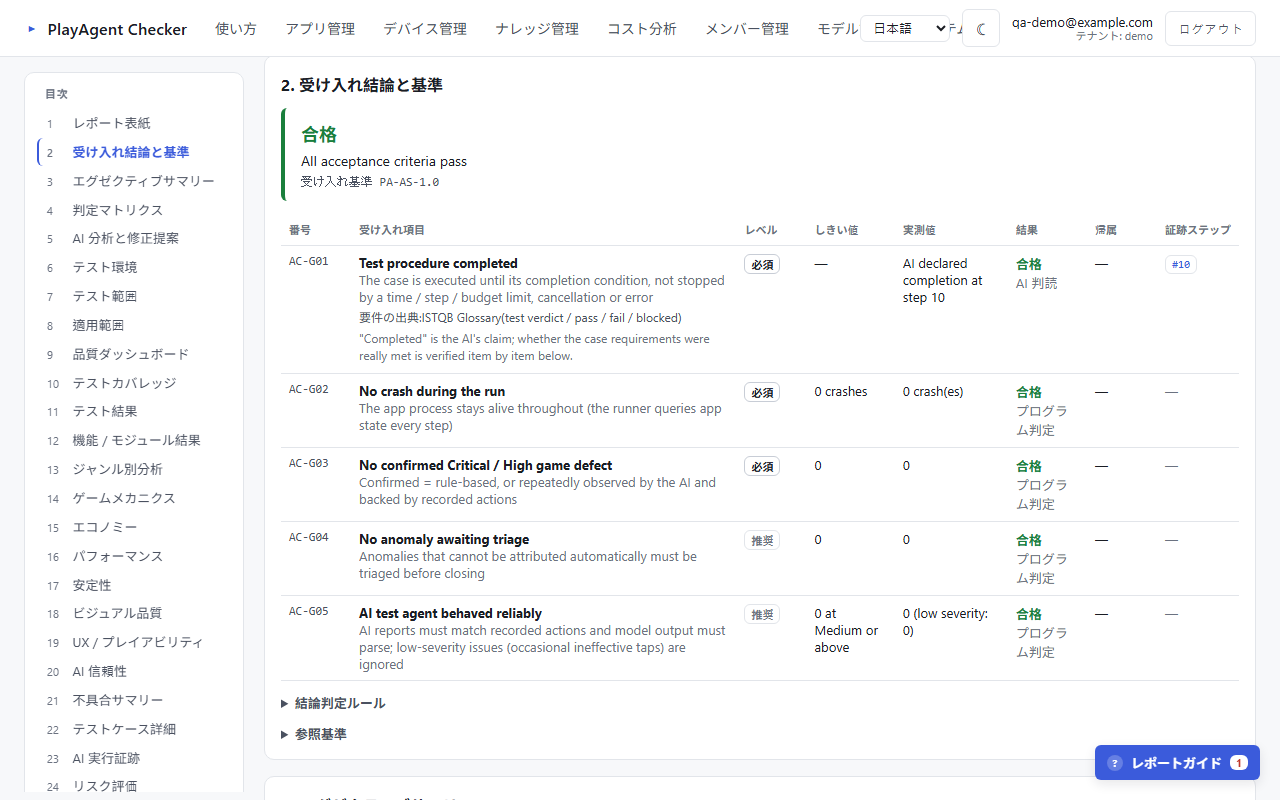 PlayAgent Checker 使い方 アプリ管理 デバイス管理 ナレッジ管理 コスト分析 メンバー管理 モデル 日本語 qa-demo@example.com ログアウト
テナント: demo
目次
1 レポート表紙
2 受け入れ結論と基準
3 エグゼクティブサマリー
4 判定マトリクス
5 AI 分析と修正提案
6 テスト環境
7 テスト範囲
8 適用範囲
9 品質ダッシュボード
10 テストカバレッジ
11 テスト結果
12 機能 / モジュール結果
13 ジャンル別分析
14 ゲームメカニクス
15 エコノミー
16 パフォーマンス
17 安定性
18 ビジュアル品質
19 UX / プレイアビリティ
20 AI 信頼性
21 不具合サマリー
22 テストケース詳細
23 AI 実行証跡
24 リスク評価
2. 受け入れ結論と基準
合格
All acceptance criteria pass
受け入れ基準 PA-AS-1.0
番号 受け入れ項目 レベル しきい値 実測値 結果 帰属 証跡ステップ
AC-G01 Test procedure completed 必須 — AI declared 合格 — #10
The case is executed until its completion condition, not stopped completion at AI 判読
by a time / step / budget limit, cancellation or error step 10
要件の出典:ISTQB Glossary(test verdict / pass / fail / blocked)
"Completed" is the AI's claim; whether the case requirements were
really met is verified item by item below.
AC-G02 No crash during the run 必須 0 crashes 0 crash(es) 合格 — —
The app process stays alive throughout (the runner queries app プログラ
state every step) ム判定
AC-G03 No confirmed Critical / High game defect 必須 0 0 合格 — —
Confirmed = rule-based, or repeatedly observed by the AI and プログラ
backed by recorded actions ム判定
AC-G04 No anomaly awaiting triage 推奨 0 0 合格 — —
Anomalies that cannot be attributed automatically must be プログラ
triaged before closing ム判定
AC-G05 AI test agent behaved reliably 推奨 0 at 0 (low severity: 合格 — —
AI reports must match recorded actions and model output must Medium or 0) プログラ
parse; low-severity issues (occasional ineffective taps) are above ム判定
ignored
結論判定ルール
参照基準
? レポートガイド 1